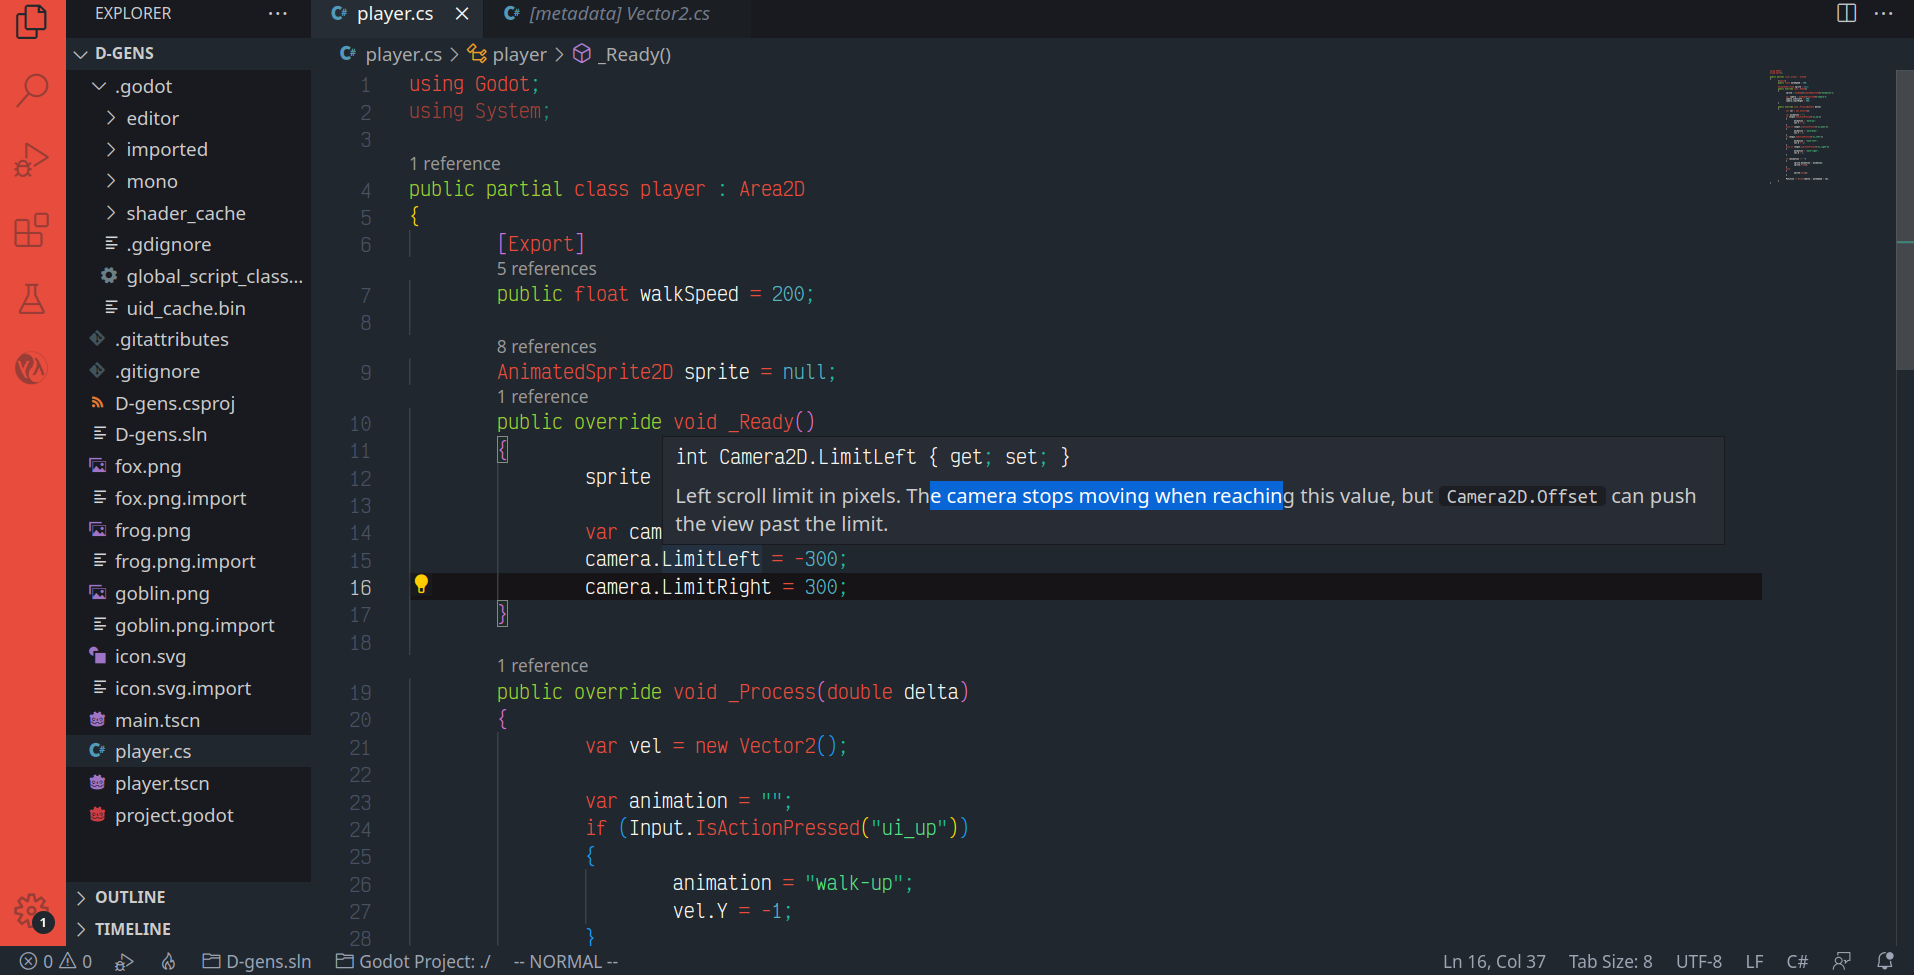 EXPLORER
D-GENS
.godot
editor
imported
mono
shader_cache
.gdignore
global_script_class...
uid_cache.bin
.gitattributes
.gitignore
D-gens.csproj
D-gens.sln
fox.png
fox.png.import
frog.png
frog.png.import
goblin.png
goblin.png.import
icon.svg
icon.svg.import
main.tscn
player.cs
player.tscn
project.godot
OUTLINE
TIMELINE
1
player.cs
[metadata] Vector2.cs
player.cs > player > _Ready()
1 using Godot;
2 using System;
3
1 reference
4 public partial class player : Area2D
5 {
6 [Export]
5 references
7 public float walkSpeed = 200;
8
8 references
9 AnimatedSprite2D sprite = null;
1 reference
10 public override void _Ready()
11 {
int Camera2D.LimitLeft { get; set; }
12 sprite
Left scroll limit in pixels. The camera stops moving when reaching this value, but Camera2D.Offset can push
the view past the limit.
13
14 var cam
15 camera.LimitLeft = -300;
16 camera.LimitRight = 300;
17 }
18
1 reference
19 public override void _Process(double delta)
20 {
21 var vel = new Vector2();
22
23 var animation = "";
24 if (Input.IsActionPressed("ui_up"))
25 {
26 animation = "walk-up";
27 vel.Y = -1;
28 }
0 0 D-gens.sln Godot Project: ./ -- NORMAL -- Ln 16, Col 37 Tab Size: 8 UTF-8 LF C#